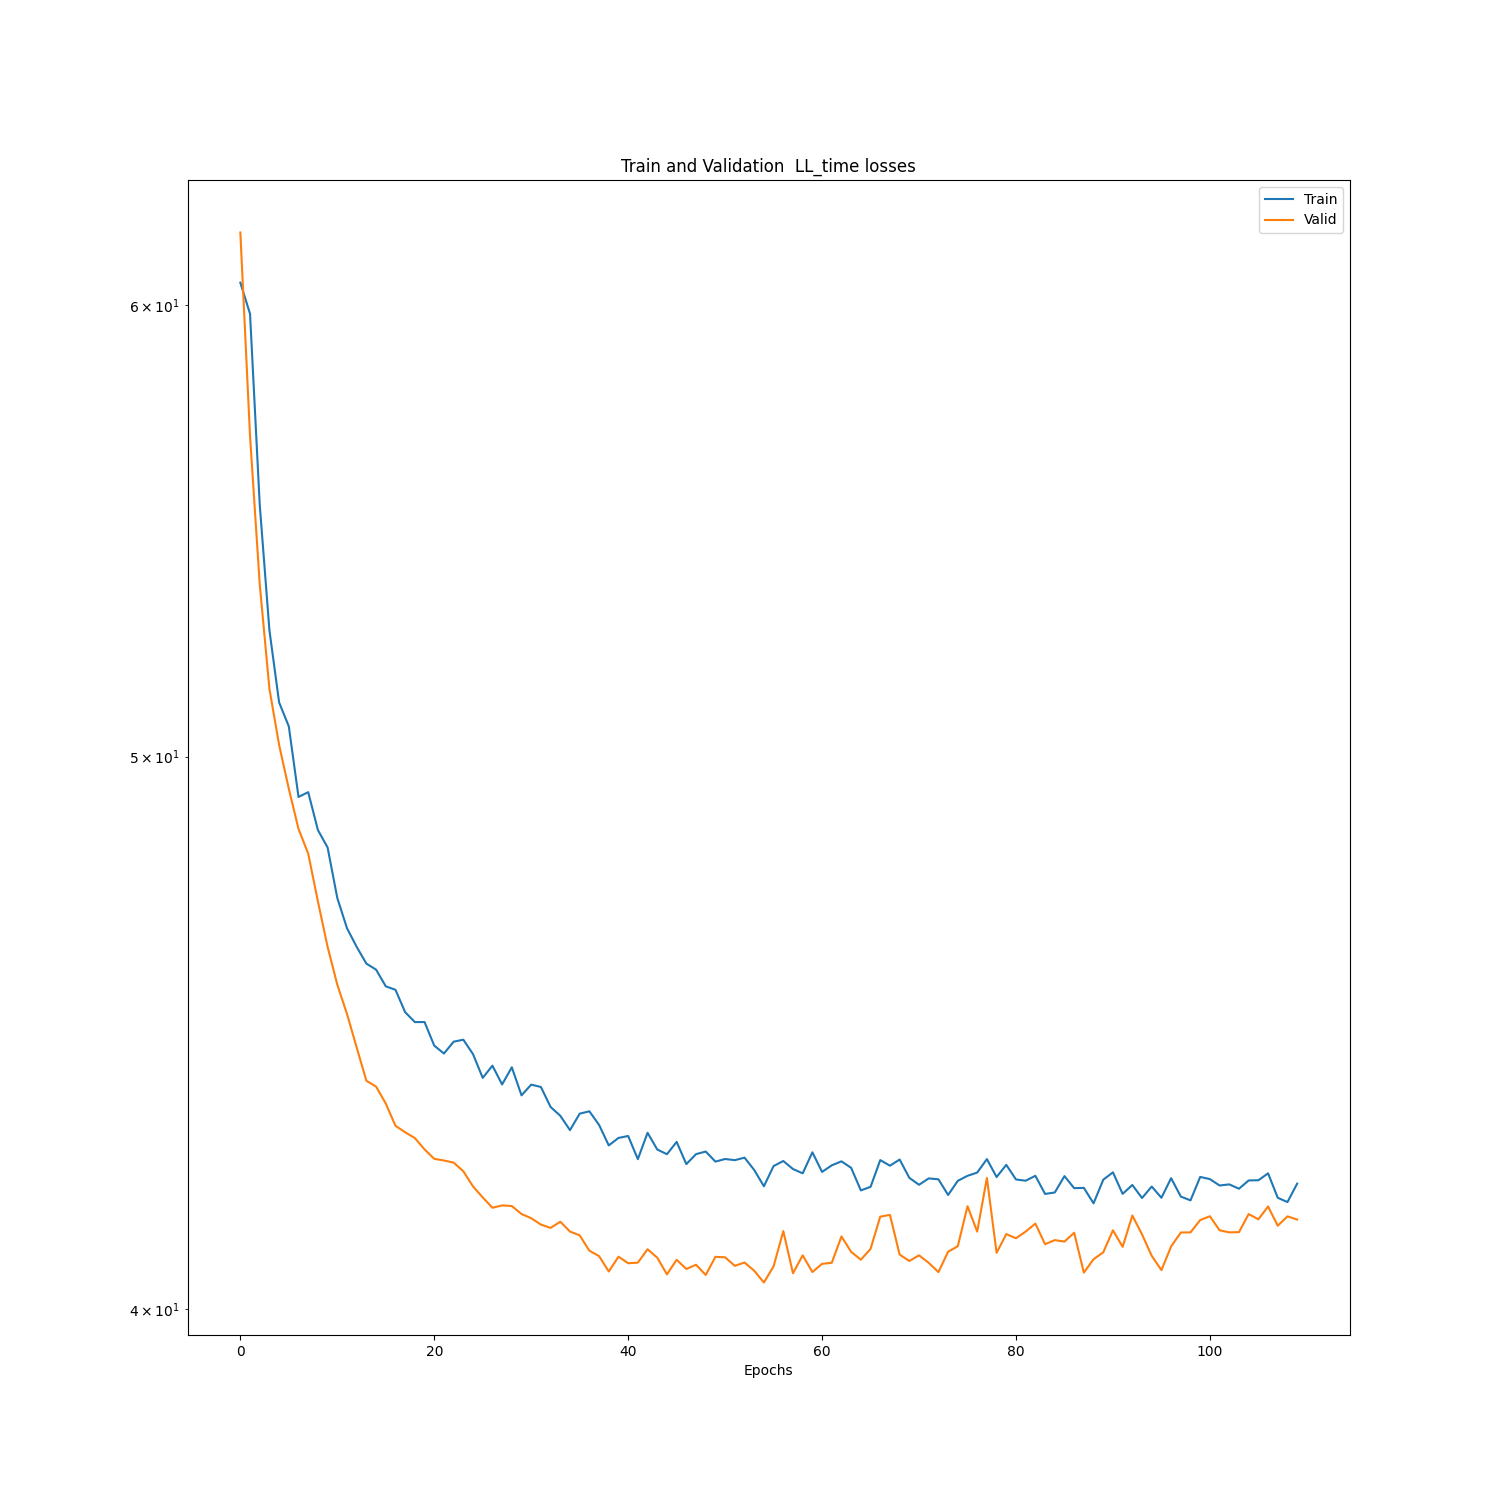 Train and Validation  LL_time losses
Train
Valid
6 × 10¹
5 × 10¹
4 × 10¹
0 20 40 60 80 100
Epochs